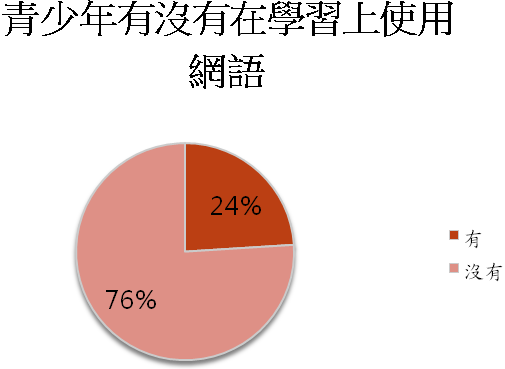 青少年有沒有在學習上使用
網語
24%
76%
有
沒有